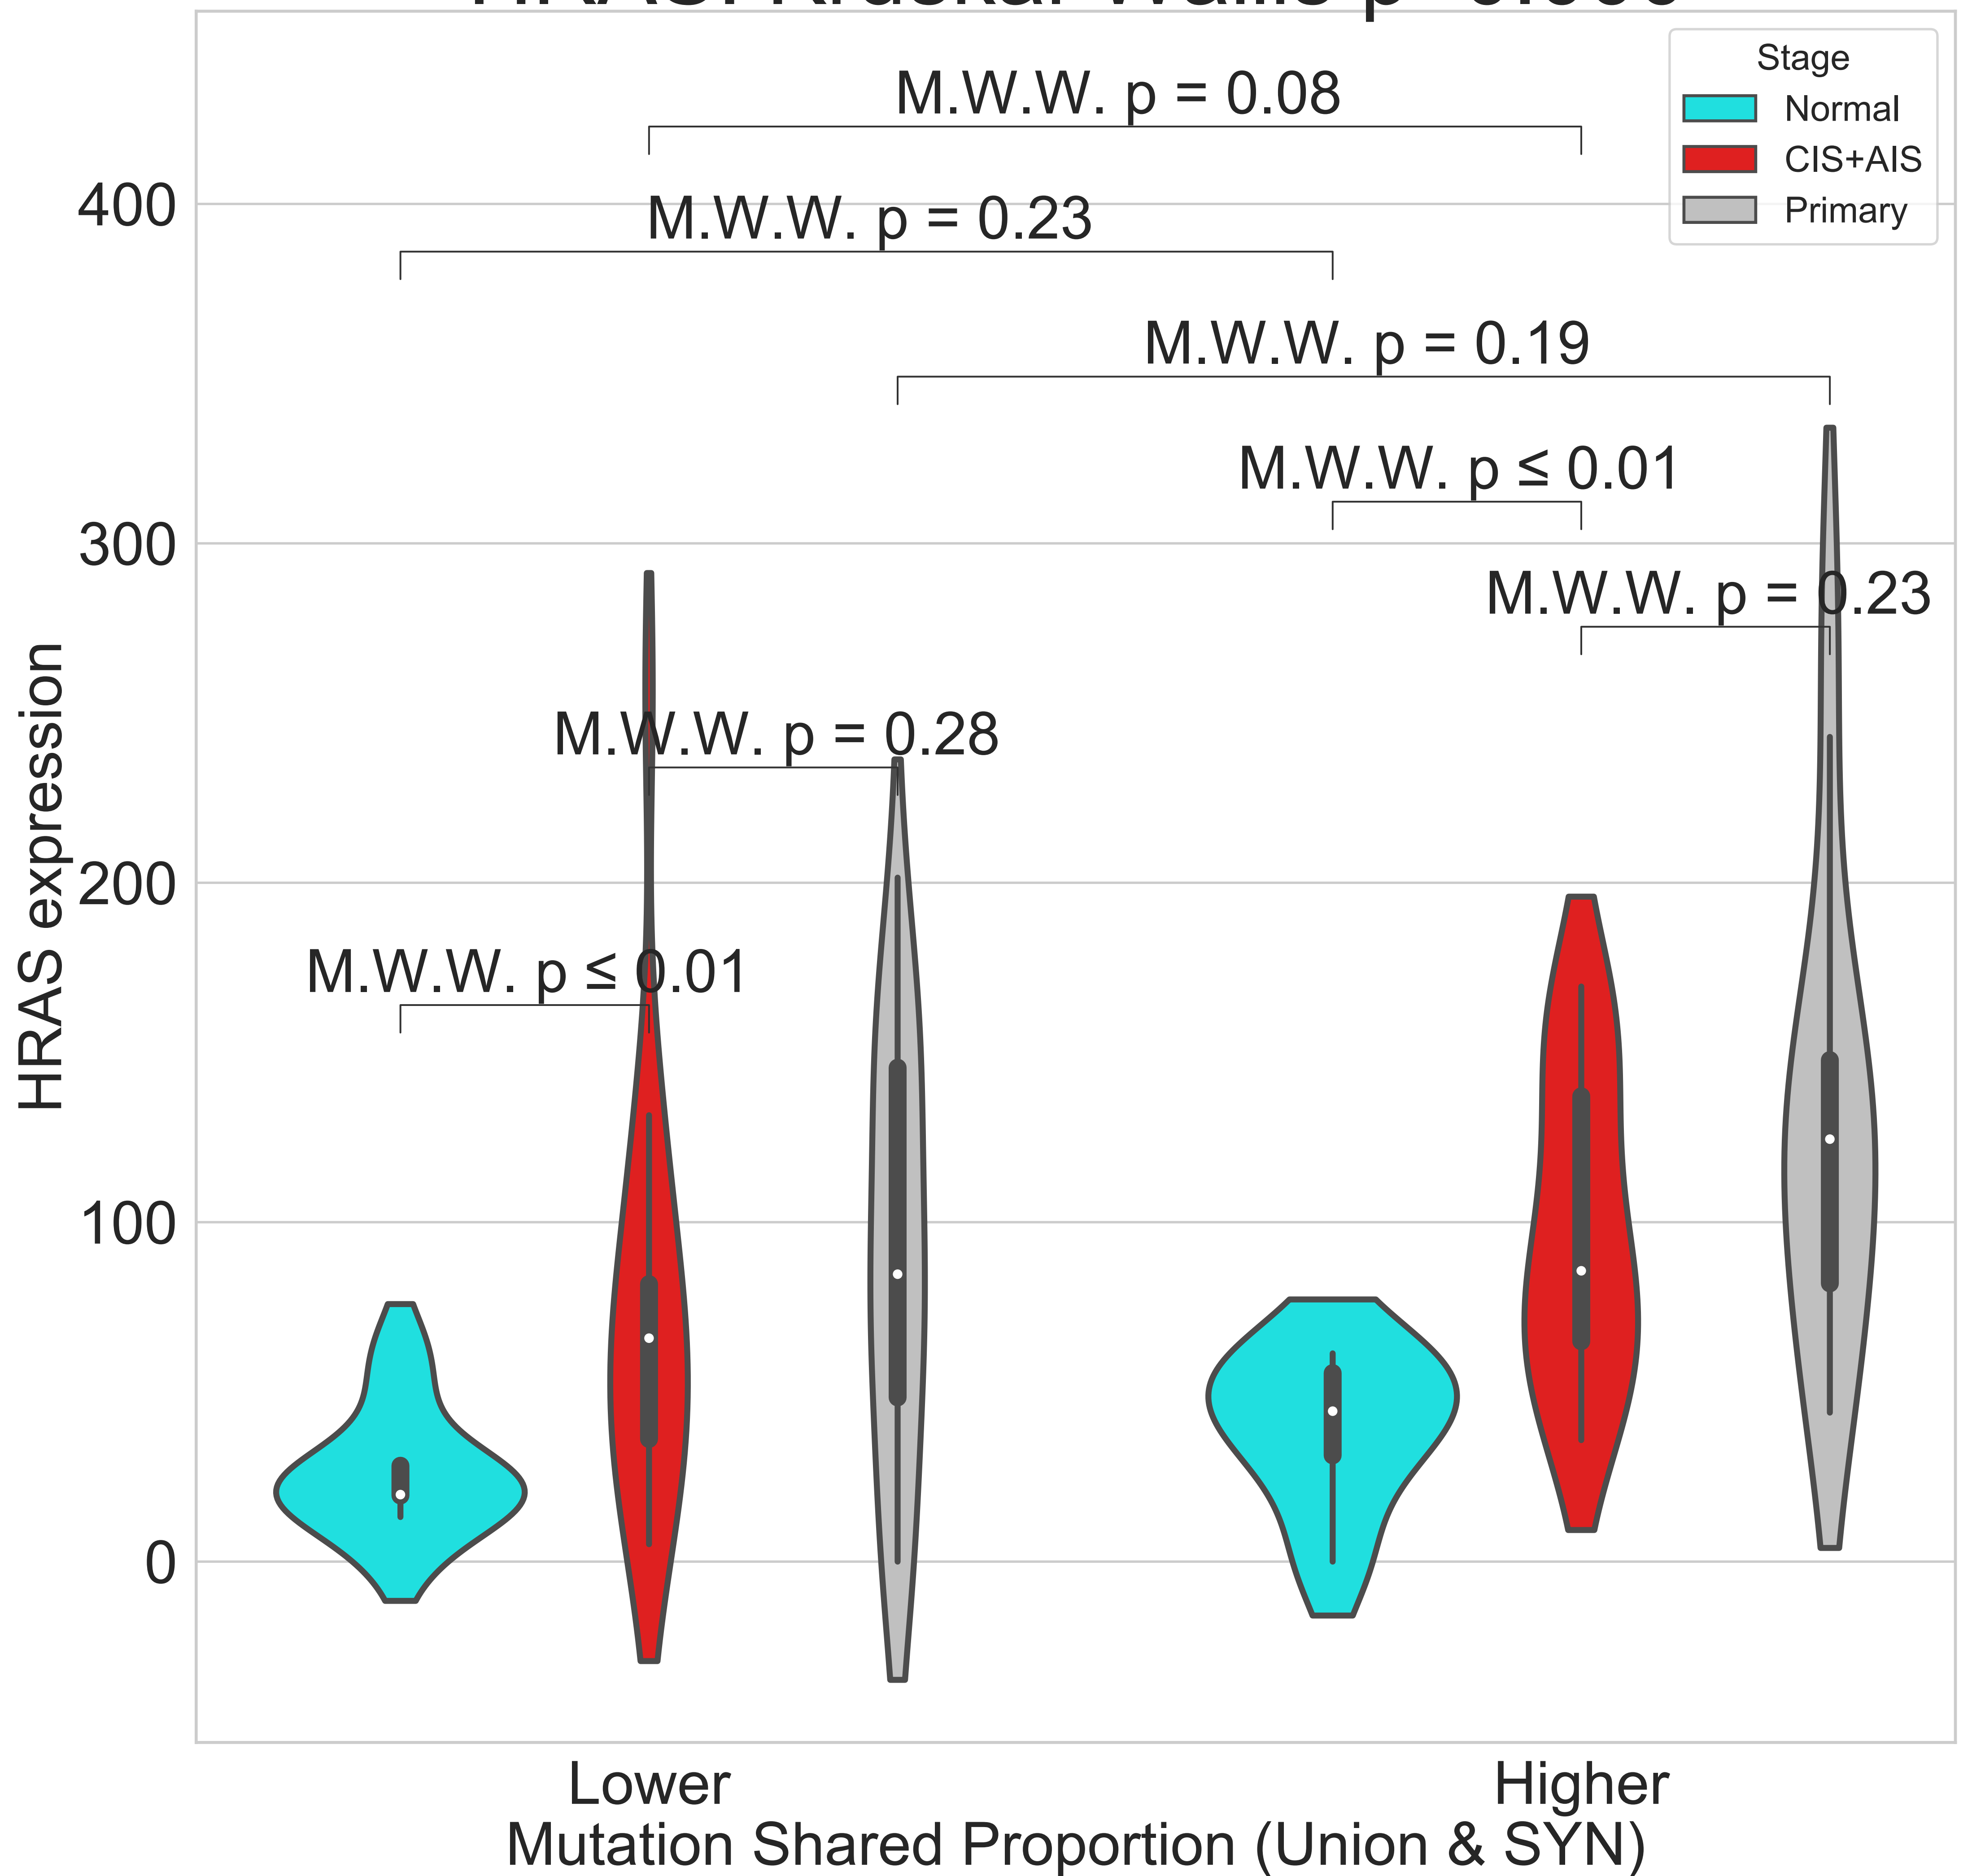 Stage
Normal
CIS+AIS
Primary
M.W.W. p = 0.08
M.W.W. p = 0.23
M.W.W. p = 0.19
M.W.W. p ≤ 0.01
M.W.W. p = 0.23
M.W.W. p = 0.28
M.W.W. p ≤ 0.01
400
300
200
100
0
HRAS expression
Lower
Higher
Mutation Shared Proportion (Union & SYN)